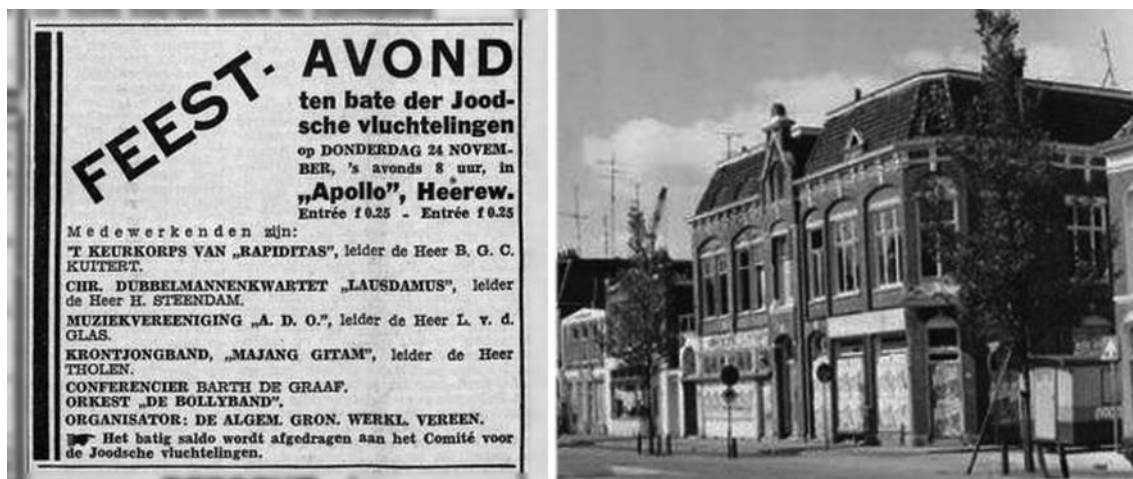 FEEST-
AVOND
ten bate der Jood-
sche vluchtelingen
op DONDERDAG 24 NOVEM-
BER, 's avonds 8 uur, in
„Apollo”, Heerew.
Entrée f 0.25 - Entrée f 0.25
Medewerkenden zijn:
'T KEURKORPS VAN „RAPIDITAS”, leider de Heer B. G. C.
KUITERT.
CHR. DUBBELMANNENKWARTET „LAUSDAMUS”, leider
de Heer H. STEENDAM.
MUZIEKVEREENIGING „A. D. O.”, leider de Heer L. v. d.
GLAS.
KRONTJONGBAND, „MAJANG GITAM”, leider de Heer
THOLEN.
CONFERENCIER BARTH DE GRAAF.
ORKEST „DE BOLLYBAND”.
ORGANISATOR: DE ALGEM. GRON. WERKL. VEREEN.
Het batig saldo wordt afgedragen aan het Comité voor
de Joodsche vluchtelingen.